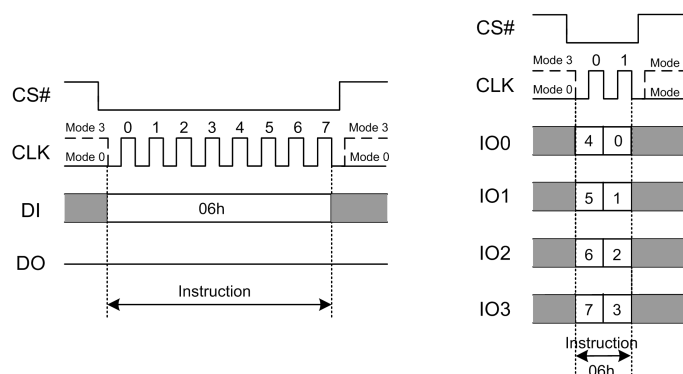 CS#
Mode 3 0 1 2 3 4 5 6 7 Mode 3
CLK
Mode 0 Mode 0
DI 06h
DO
Instruction
CS#
Mode 3 0 1 Mode
CLK
Mode 0 Mode
IO0 4 0
IO1 5 1
IO2 6 2
IO3 7 3
Instruction
06h